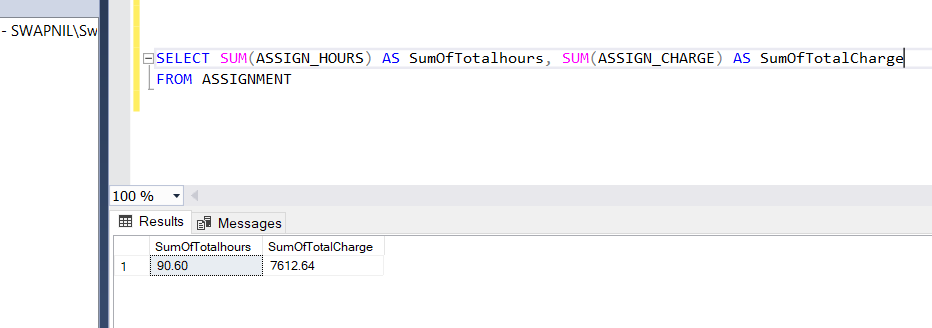 - SWAPNIL\Sw
SELECT SUM(ASSIGN_HOURS) AS SumOfTotalhours, SUM(ASSIGN_CHARGE) AS SumOfTotalCharge
FROM ASSIGNMENT
100 %
Results Messages
SumOfTotalhours SumOfTotalCharge
1 90.60 7612.64